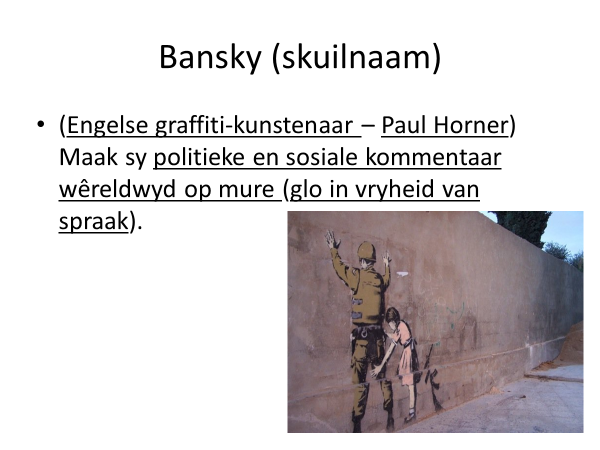 Bansky (skuilnaam)
• (Engelse graffiti-kunstenaar – Paul Horner)
Maak sy politieke en sosiale kommentaar
wêreldwyd op mure (glo in vryheid van
spraak).